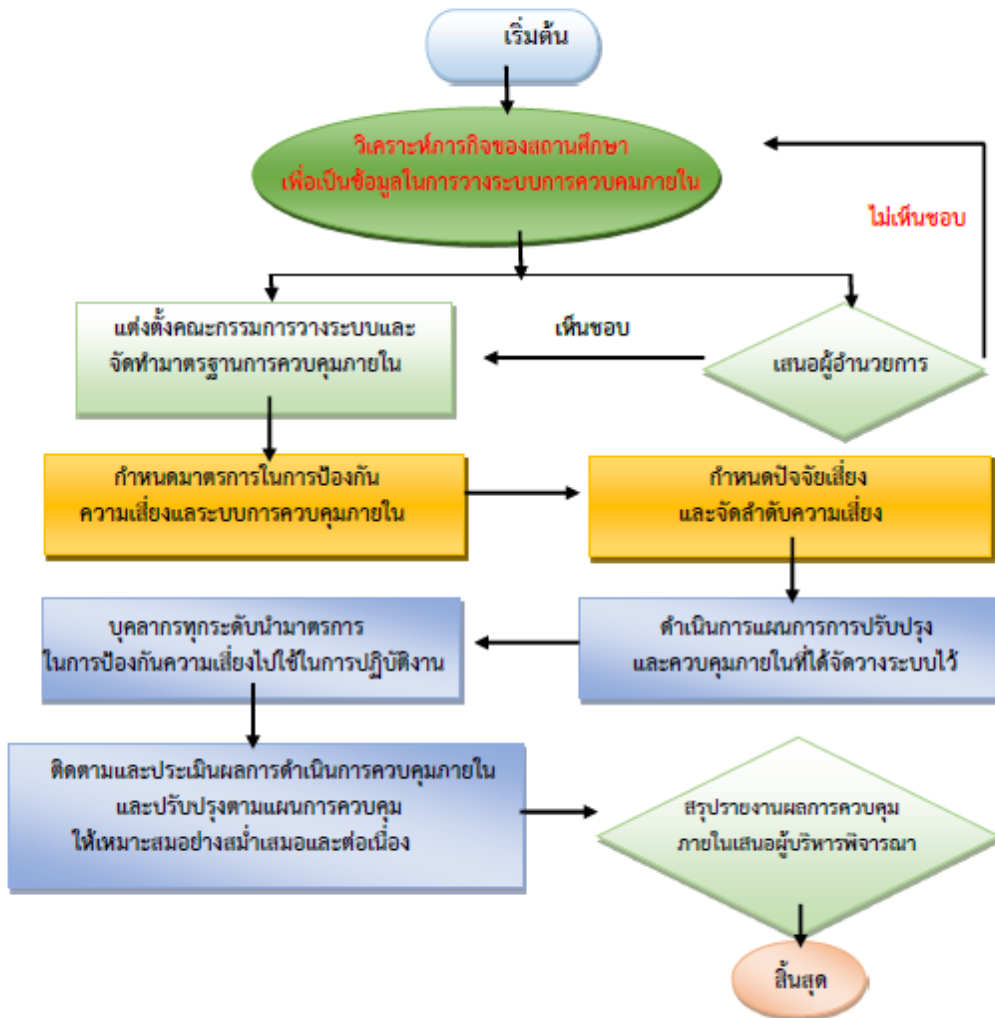 เริ่มต้น
วิเคราะห์ภารกิจของสถานศึกษา
เพื่อเป็นข้อมูลในการวางระบบการควบคมภายใน
ไม่เห็นชอบ
แต่งตั้งคณะกรรมการวางระบบและ
จัดทำมาตรฐานการควบคุมภายใน
เห็นชอบ
เสนอผู้อำนวยการ
กำหนดมาตรการในการป้องกัน
ความเสี่ยงแลระบบการควบคุมภายใน
กำหนดปัจจัยเสี่ยง
และจัดลำดับความเสี่ยง
บุคลากรทุกระดับนำมาตรการ
ในการป้องกันความเสี่ยงไปใช้ในการปฏิบัติงาน
ดำเนินการแผนการการปรับปรุง
และควบคุมภายในที่ได้จัดวางระบบไว้
ติดตามและประเมินผลการดำเนินการควบคุมภายใน
และปรับปรุงตามแผนการควบคุม
ให้เหมาะสมอย่างสม่ำเสมอและต่อเนื่อง
สรุปรายงานผลการควบคุม
ภายในเสนอผู้บริหารพิจารณา
สิ้นสุด